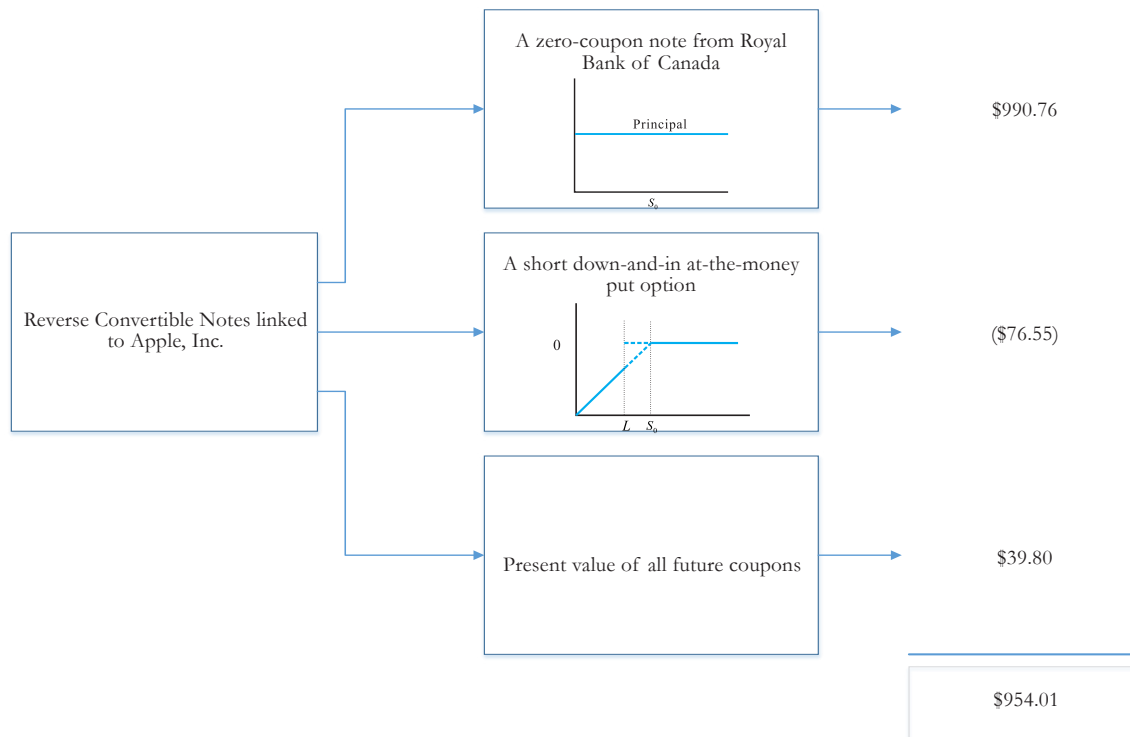 A zero-coupon note from Royal
Bank of Canada
Principal
S₀
$990.76
Reverse Convertible Notes linked
to Apple, Inc.
A short down-and-in at-the-money
put option
0
L S₀
($76.55)
Present value of all future coupons
$39.80
$954.01